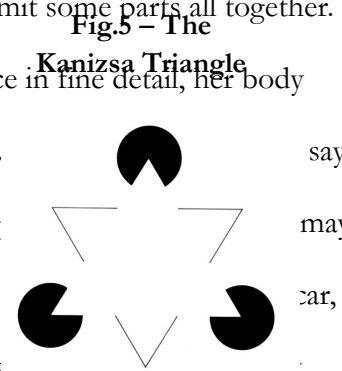 mit some parts all together.
Fig.5 – The
Kanizsa Triangle
ce in fine detail, her body
say
may
car,